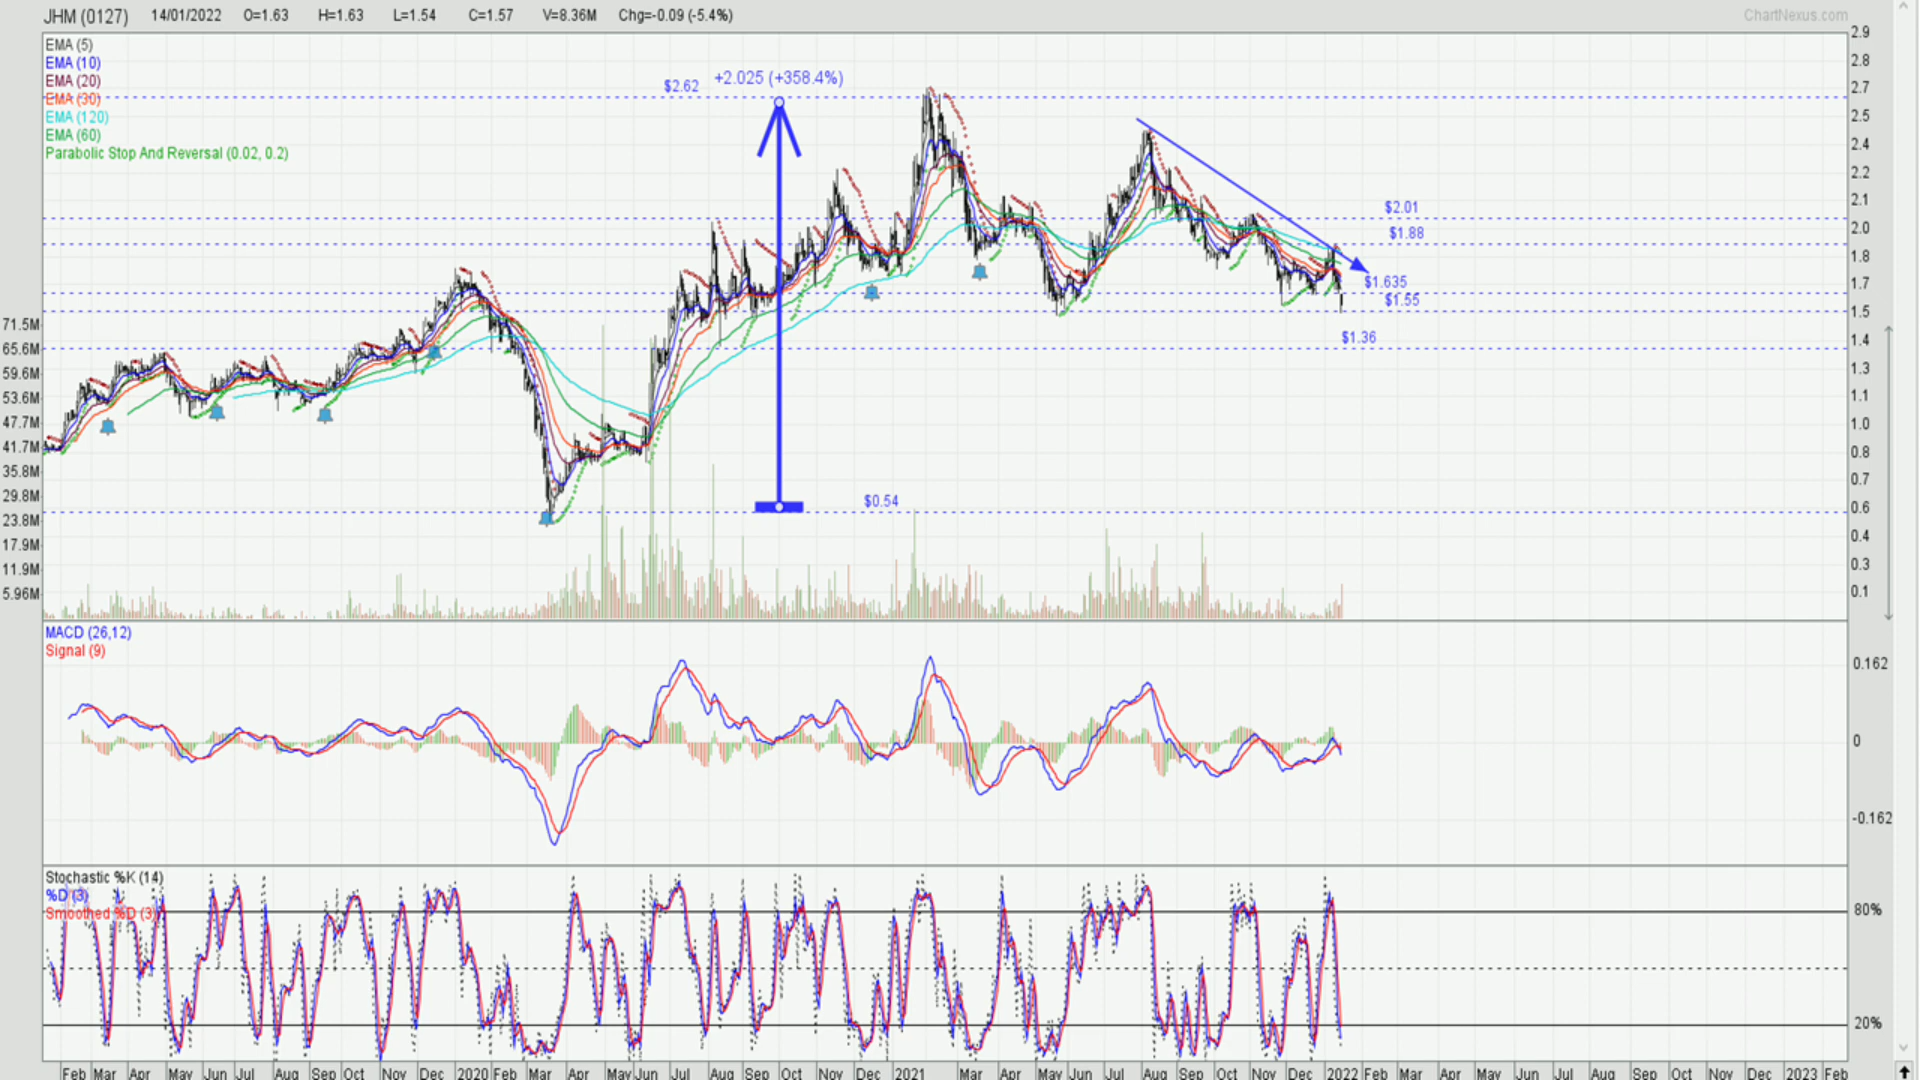 JHM (0127) 14/01/2022 O=1.63 H=1.63 L=1.54 C=1.57 V=8.36M Chg=-0.09 (-5.4%) ChartNexus.com
EMA (5)
EMA (10)
EMA (20)
EMA (30)
EMA (120)
EMA (60)
Parabolic Stop And Reversal (0.02, 0.2)
$2.62 +2.025 (+358.4%)
$2.01
$1.88
$1.635
$1.55
$1.36
$0.54
2.9
2.8
2.7
2.5
2.4
2.2
2.1
2.0
1.8
1.7
1.5
1.4
1.3
1.1
1.0
0.8
0.7
0.6
0.4
0.3
0.1
71.5M
65.6M
59.6M
53.6M
47.7M
41.7M
35.8M
29.8M
23.8M
17.9M
11.9M
5.96M
MACD (26,12)
Signal (9)
0.162
0
-0.162
Stochastic %K (14)
%D (3)
Smoothed %D (3)
80%
20%
Feb Mar Apr May Jun Jul Aug Sep Oct Nov Dec 2020 Feb Mar Apr May Jun Jul Aug Sep Oct Nov Dec 2021 Mar Apr May Jun Jul Aug Sep Oct Nov Dec 2022 Feb Mar Apr May Jun Jul Aug Sep Oct Nov Dec 2023 Feb